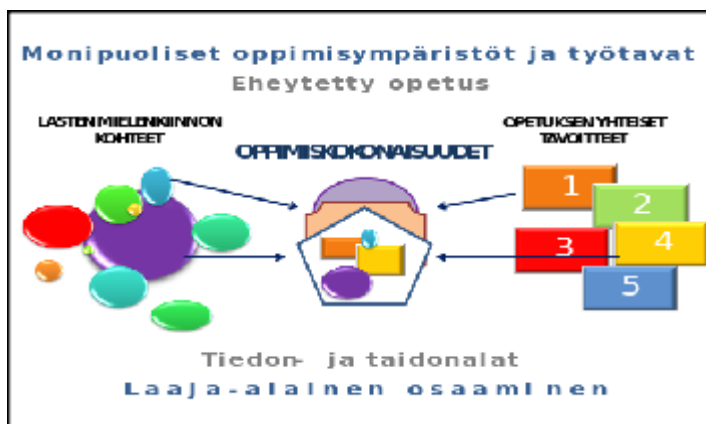 Monipuoliset oppimisympäristöt ja työtavat
Eheytetty opetus
LASTEN MIELENKIINNON
KOHTEET
OPPIMISKOKONAISUUDET
OPETUKSEN YHTEISET
TAVOITTEET
1
2
3
4
5
Tiedon- ja taidonalat
Laaja-alainen osaaminen